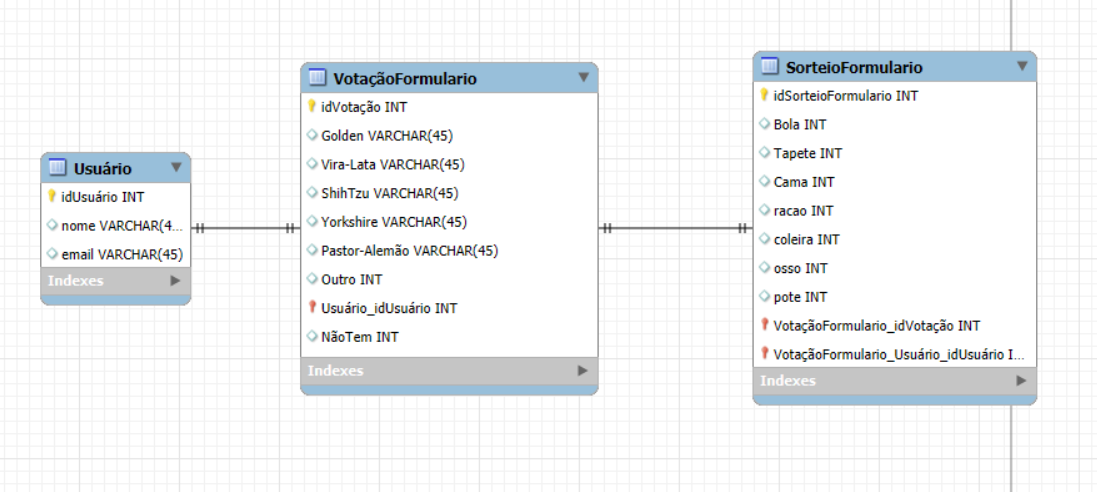 Usuário
idUsuário INT
nome VARCHAR(4...
email VARCHAR(45)
Indexes
VotaçãoFormulario
idVotação INT
Golden VARCHAR(45)
Vira-Lata VARCHAR(45)
ShihTzu VARCHAR(45)
Yorkshire VARCHAR(45)
Pastor-Alemão VARCHAR(45)
Outro INT
Usuário_idUsuário INT
NãoTem INT
Indexes
SorteioFormulario
idSorteioFormulario INT
Bola INT
Tapete INT
Cama INT
racao INT
coleira INT
osso INT
pote INT
VotaçãoFormulario_idVotação INT
VotaçãoFormulario_Usuário_idUsuário I...
Indexes